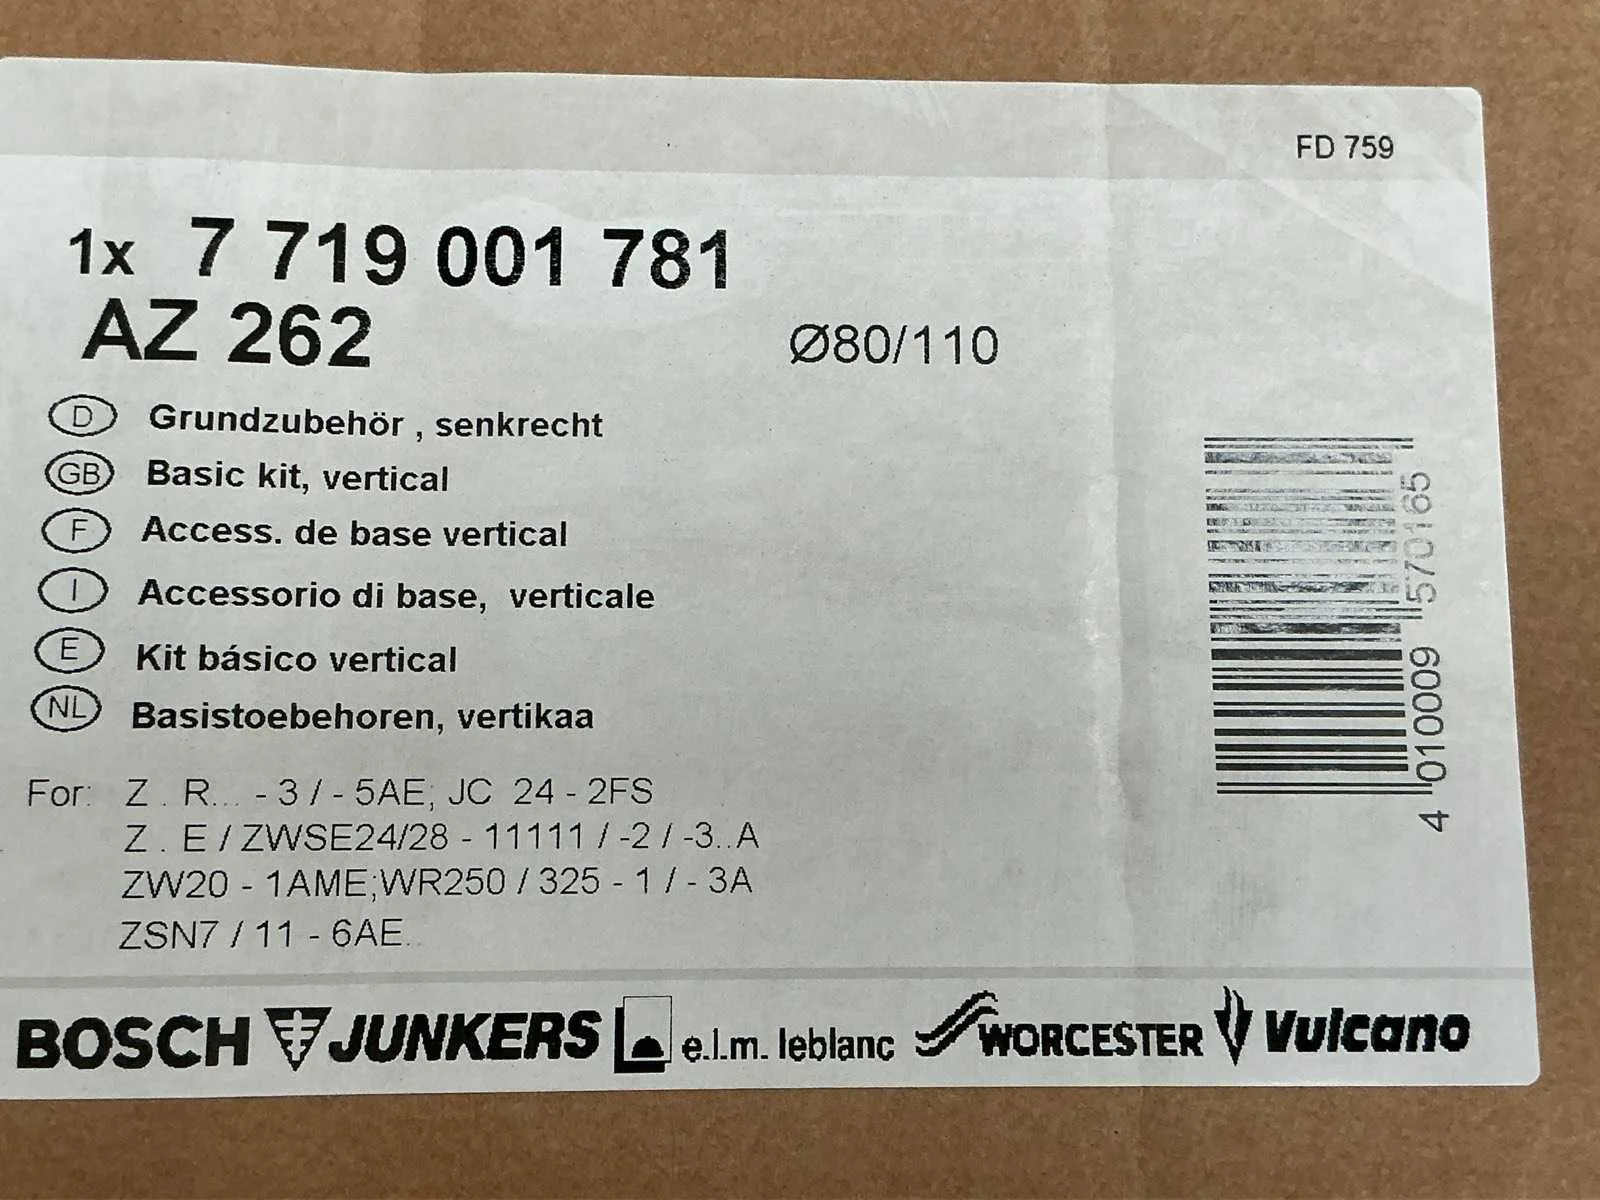 FD 759
1x 7 719 001 781
AZ 262
Ø80/110
D Grundzubehör , senkrecht
GB Basic kit, vertical
F Access. de base vertical
I Accessorio di base, verticale
E Kit básico vertical
NL Basistoebehoren, vertikaa
For: Z . R... - 3 / - 5AE; JC 24 - 2FS
Z . E / ZWSE24/28 - 11111 / -2 / -3..A
ZW20 - 1AME;WR250 / 325 - 1 / - 3A
ZSN7 / 11 - 6AE..
4 010009 570165
BOSCH JUNKERS e.l.m. leblanc WORCESTER Vulcano